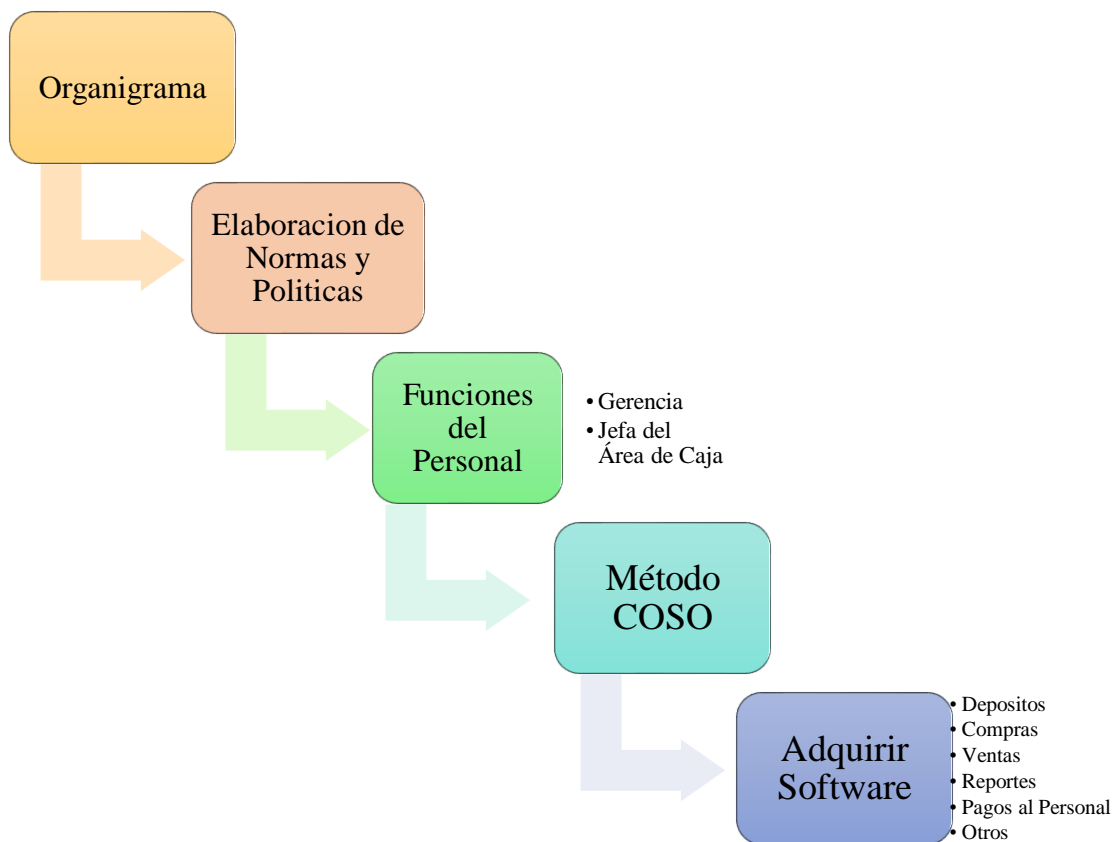 Organigrama
Elaboracion de
Normas y
Politicas
Funciones
del
Personal
• Gerencia
• Jefa del
Área de Caja
Método
COSO
Adquirir
Software
• Depositos
• Compras
• Ventas
• Reportes
• Pagos al Personal
• Otros